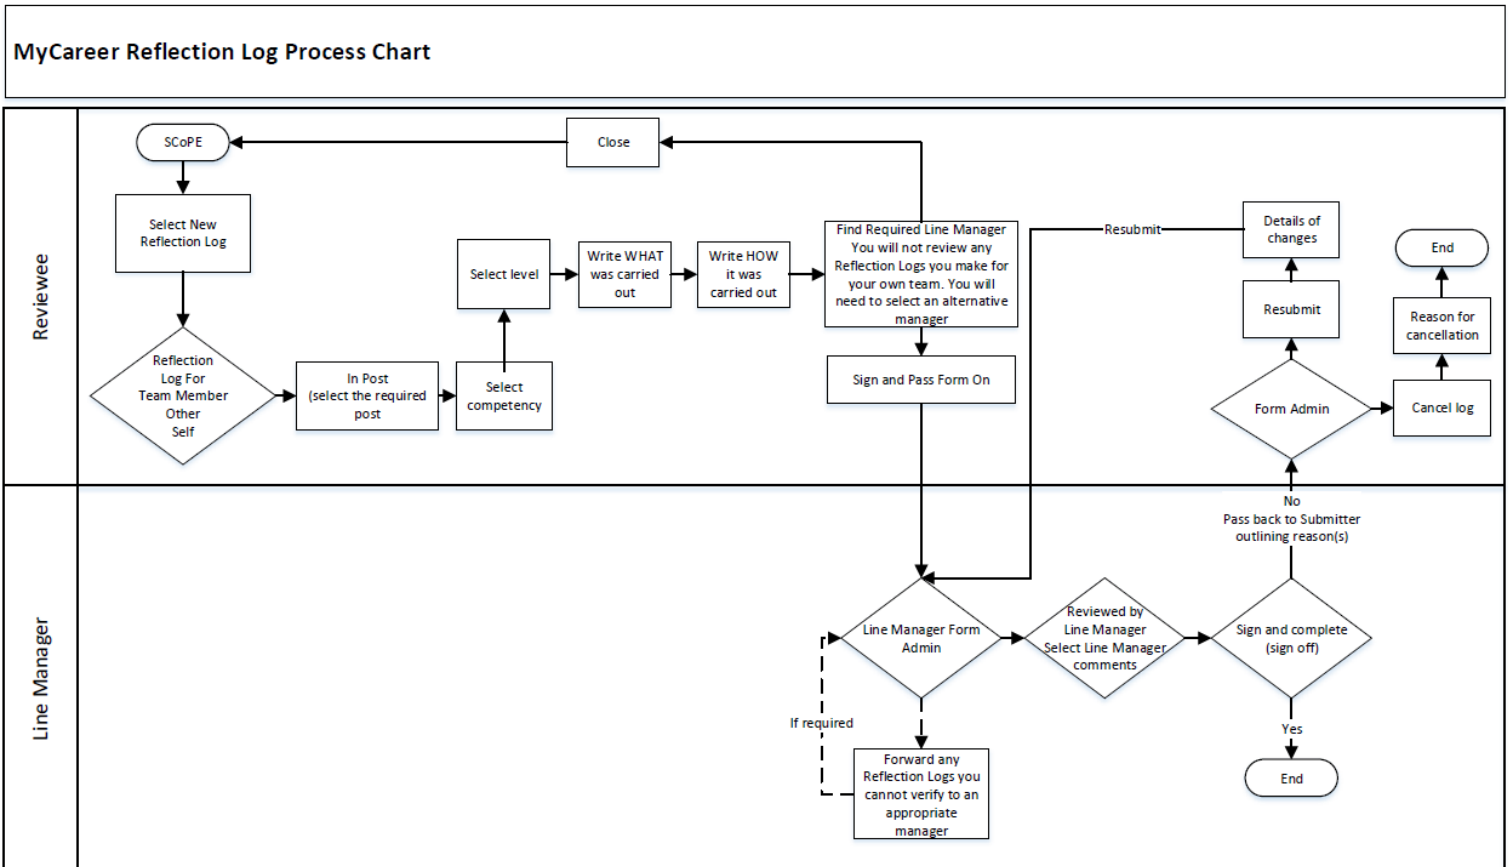 MyCareer Reflection Log Process Chart
Reviewee
SCoPE
Close
Select New
Reflection Log
Reflection
Log For
Team Member
Other
Self
In Post
(select the required
post
Select
competency
Select level
Write WHAT
was carried
out
Write HOW
it was
carried out
Find Required Line Manager
You will not review any
Reflection Logs you make for
your own team. You will
need to select an alternative
manager
Sign and Pass Form On
Resubmit
Details of
changes
Resubmit
Form Admin
End
Reason for
cancellation
Cancel log
Line Manager
No
Pass back to Submitter
outlining reason(s)
Line Manager Form
Admin
Reviewed by
Line Manager
Select Line Manager
comments
Sign and complete
(sign off)
If required
Forward any
Reflection Logs you
cannot verify to an
appropriate
manager
Yes
End